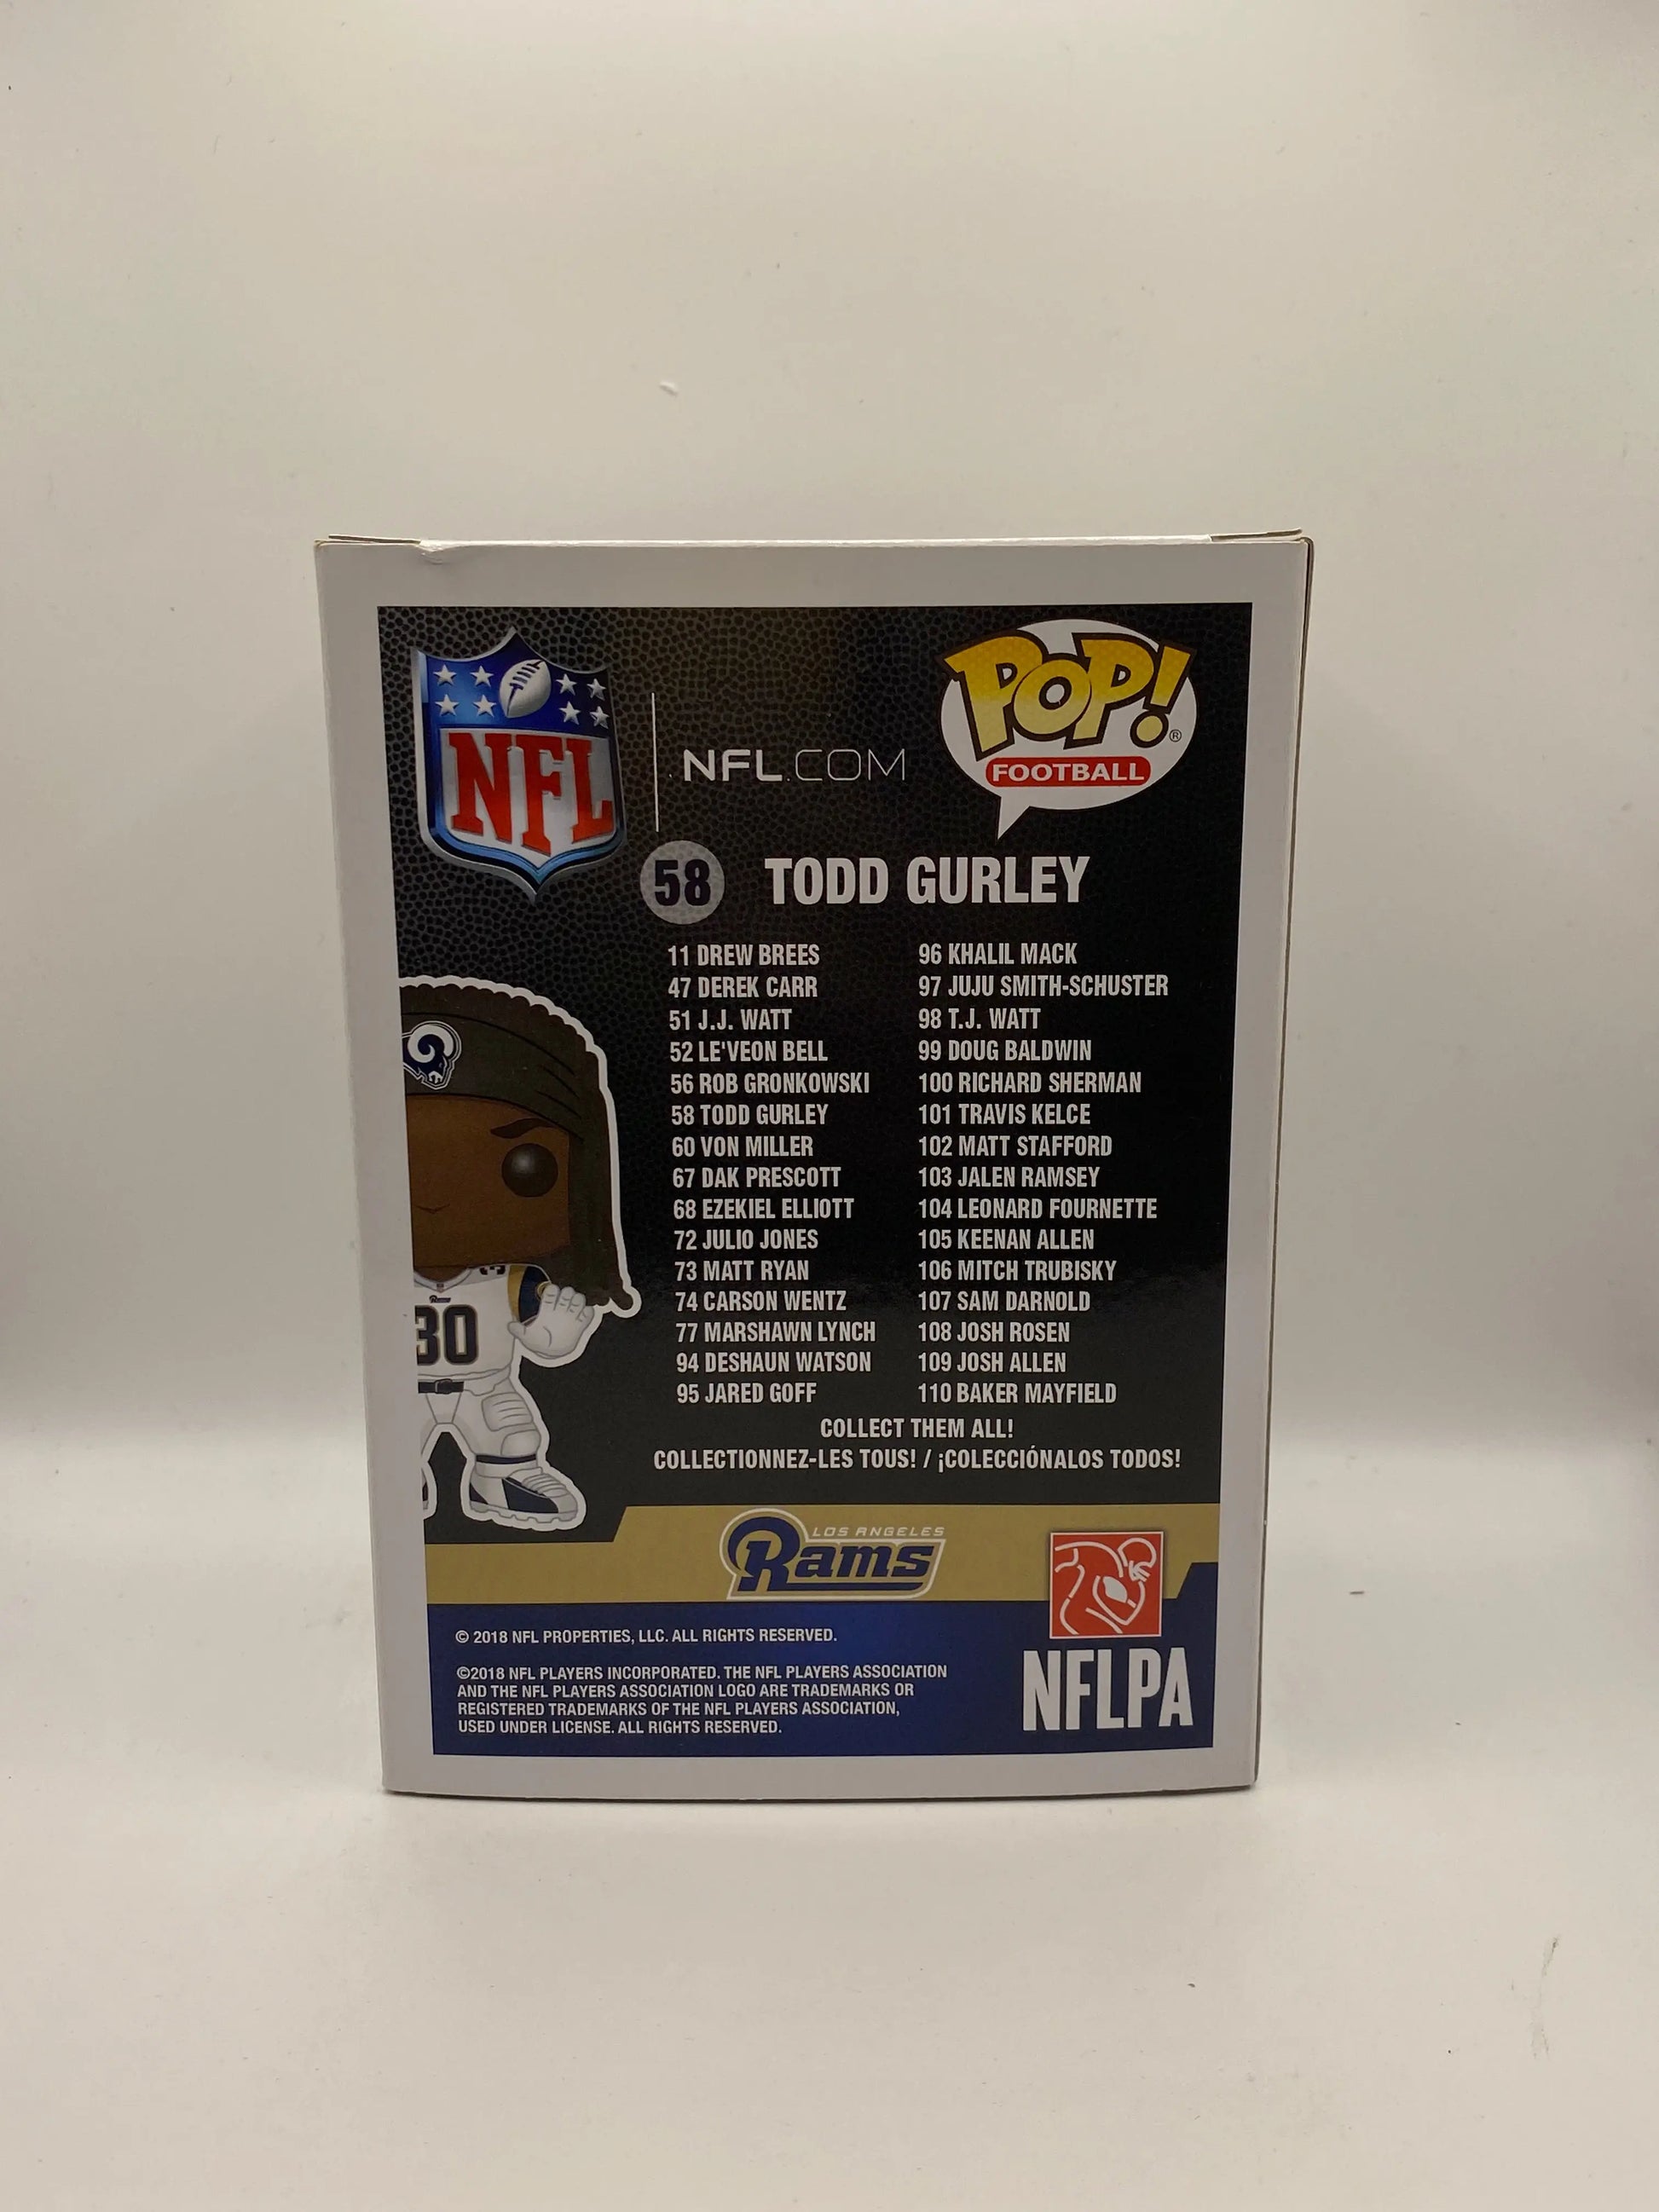 NFL
NFL.COM
POP!®
FOOTBALL
58 TODD GURLEY
11 DREW BREES
47 DEREK CARR
51 J.J. WATT
52 LE'VEON BELL
56 ROB GRONKOWSKI
58 TODD GURLEY
60 VON MILLER
67 DAK PRESCOTT
68 EZEKIEL ELLIOTT
72 JULIO JONES
73 MATT RYAN
74 CARSON WENTZ
77 MARSHAWN LYNCH
94 DESHAUN WATSON
95 JARED GOFF
96 KHALIL MACK
97 JUJU SMITH-SCHUSTER
98 T.J. WATT
99 DOUG BALDWIN
100 RICHARD SHERMAN
101 TRAVIS KELCE
102 MATT STAFFORD
103 JALEN RAMSEY
104 LEONARD FOURNETTE
105 KEENAN ALLEN
106 MITCH TRUBISKY
107 SAM DARNOLD
108 JOSH ROSEN
109 JOSH ALLEN
110 BAKER MAYFIELD
COLLECT THEM ALL!
COLLECTIONNEZ-LES TOUS! / ¡COLECCIÓNALOS TODOS!
30
LOS ANGELES
Rams
© 2018 NFL PROPERTIES, LLC. ALL RIGHTS RESERVED.
©2018 NFL PLAYERS INCORPORATED. THE NFL PLAYERS ASSOCIATION
AND THE NFL PLAYERS ASSOCIATION LOGO ARE TRADEMARKS OR
REGISTERED TRADEMARKS OF THE NFL PLAYERS ASSOCIATION,
USED UNDER LICENSE. ALL RIGHTS RESERVED.
NFLPA